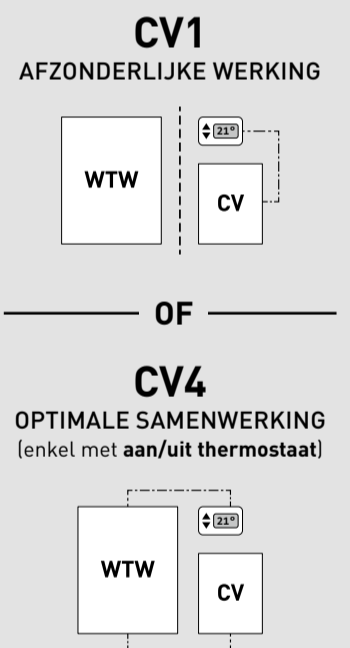 CV1
AFZONDERLIJKE WERKING
21°
WTW
CV
OF
CV4
OPTIMALE SAMENWERKING
(enkel met aan/uit thermostaat)
21°
WTW
CV